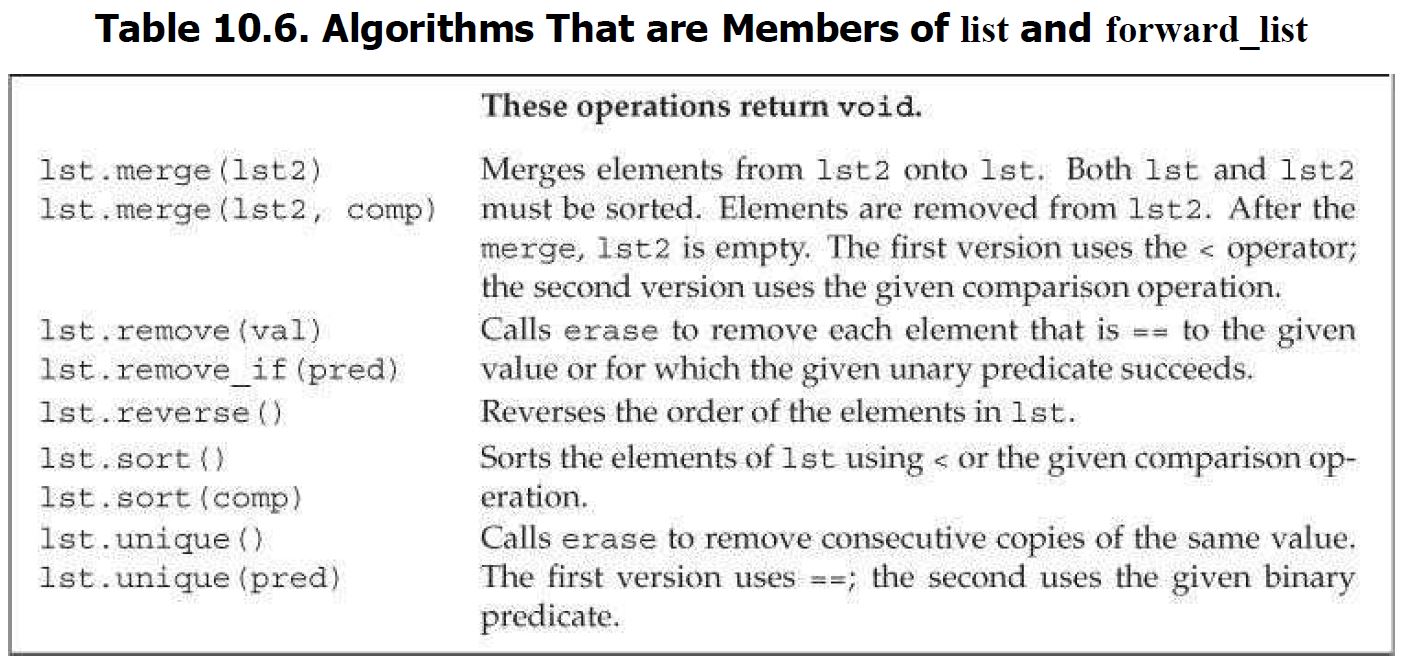 Table 10.6. Algorithms That are Members of list and forward_list
These operations return void.
lst.merge(lst2) Merges elements from lst2 onto lst. Both lst and lst2
lst.merge(lst2, comp) must be sorted. Elements are removed from lst2. After the
merge, lst2 is empty. The first version uses the < operator;
the second version uses the given comparison operation.
lst.remove(val) Calls erase to remove each element that is == to the given
lst.remove_if(pred) value or for which the given unary predicate succeeds.
lst.reverse() Reverses the order of the elements in lst.
lst.sort() Sorts the elements of lst using < or the given comparison op-
lst.sort(comp) eration.
lst.unique() Calls erase to remove consecutive copies of the same value.
lst.unique(pred) The first version uses ==; the second uses the given binary
predicate.